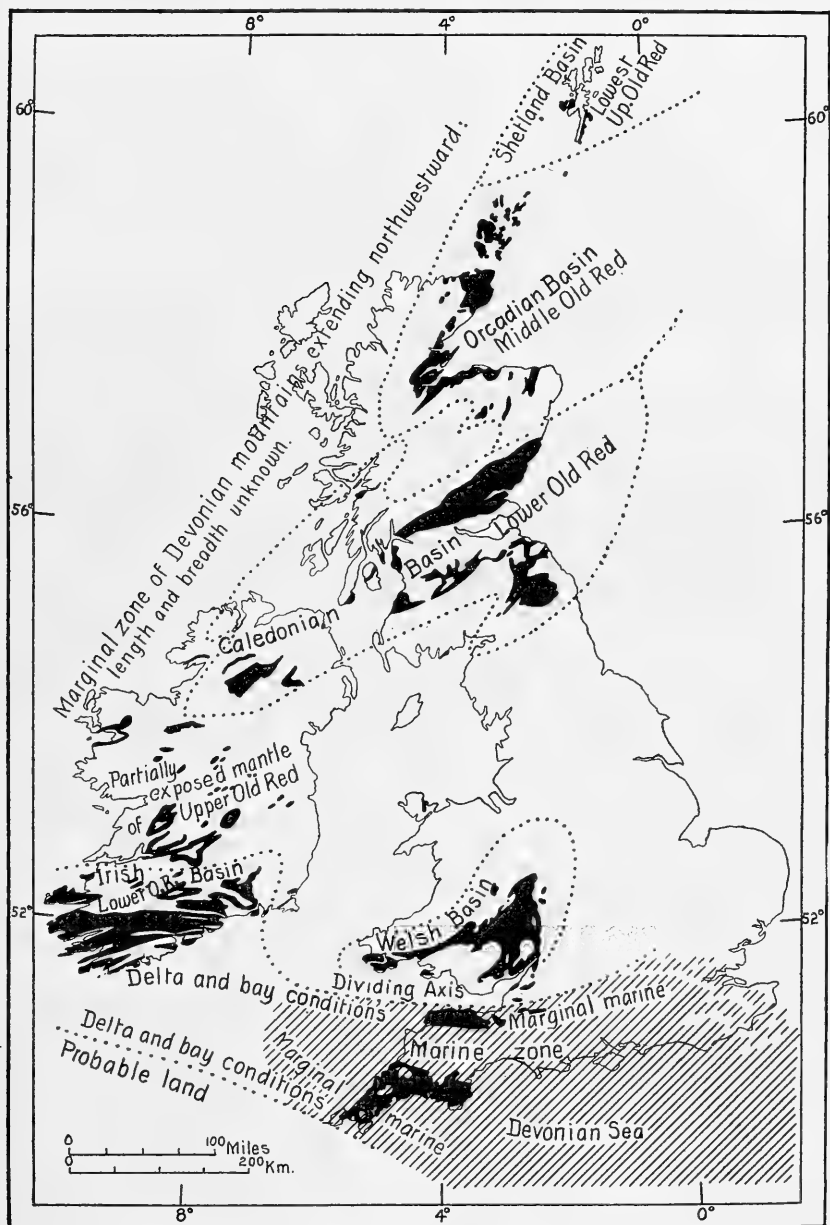 8°
4°
0°
60°
60°
Shetland Basin
Lowest
Up. Old Red
Marginal zone of Devonian mountains extending northwestward;
length and breadth unknown.
Orcadian Basin
Middle Old Red
56°
56°
Lower Old Red
Basin
Caledonian
Partially
exposed mantle
of Upper Old Red
Irish
Lower O.R. Basin
52°
52°
Welsh Basin
Dividing Axis
Delta and bay conditions
Marginal marine
Marine zone
Delta and bay conditions
Marginal
marine
Probable land
Devonian Sea
0 100 Miles
0 200 Km.
8°
4°
0°